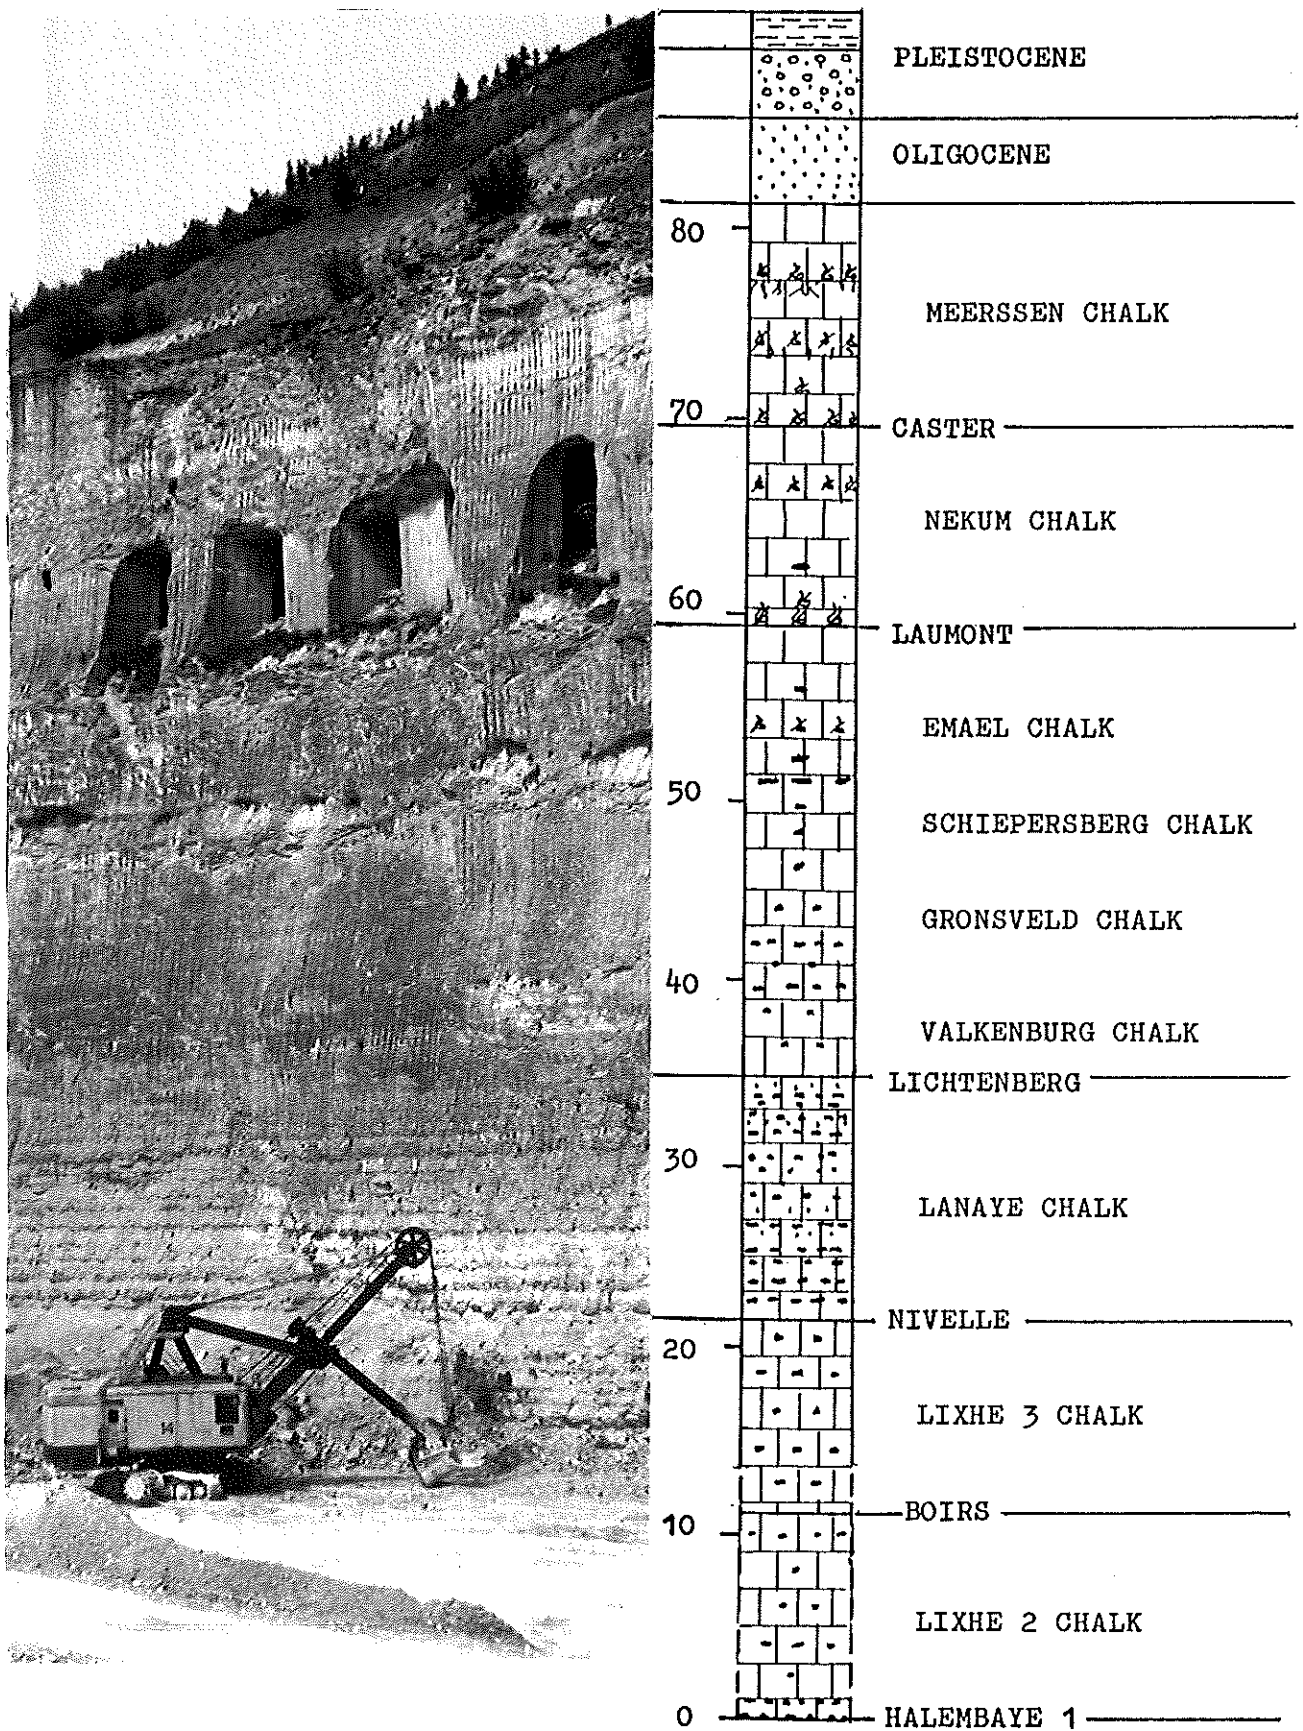 PLEISTOCENE
OLIGOCENE
80
MEERSSEN CHALK
70
CASTER
NEKUM CHALK
60
LAUMONT
EMAEL CHALK
50
SCHIEPERSBERG CHALK
GRONSVELD CHALK
40
VALKENBURG CHALK
LICHTENBERG
30
LANAYE CHALK
NIVELLE
20
LIXHE 3 CHALK
BOIRS
10
LIXHE 2 CHALK
0
HALEMBAYE 1